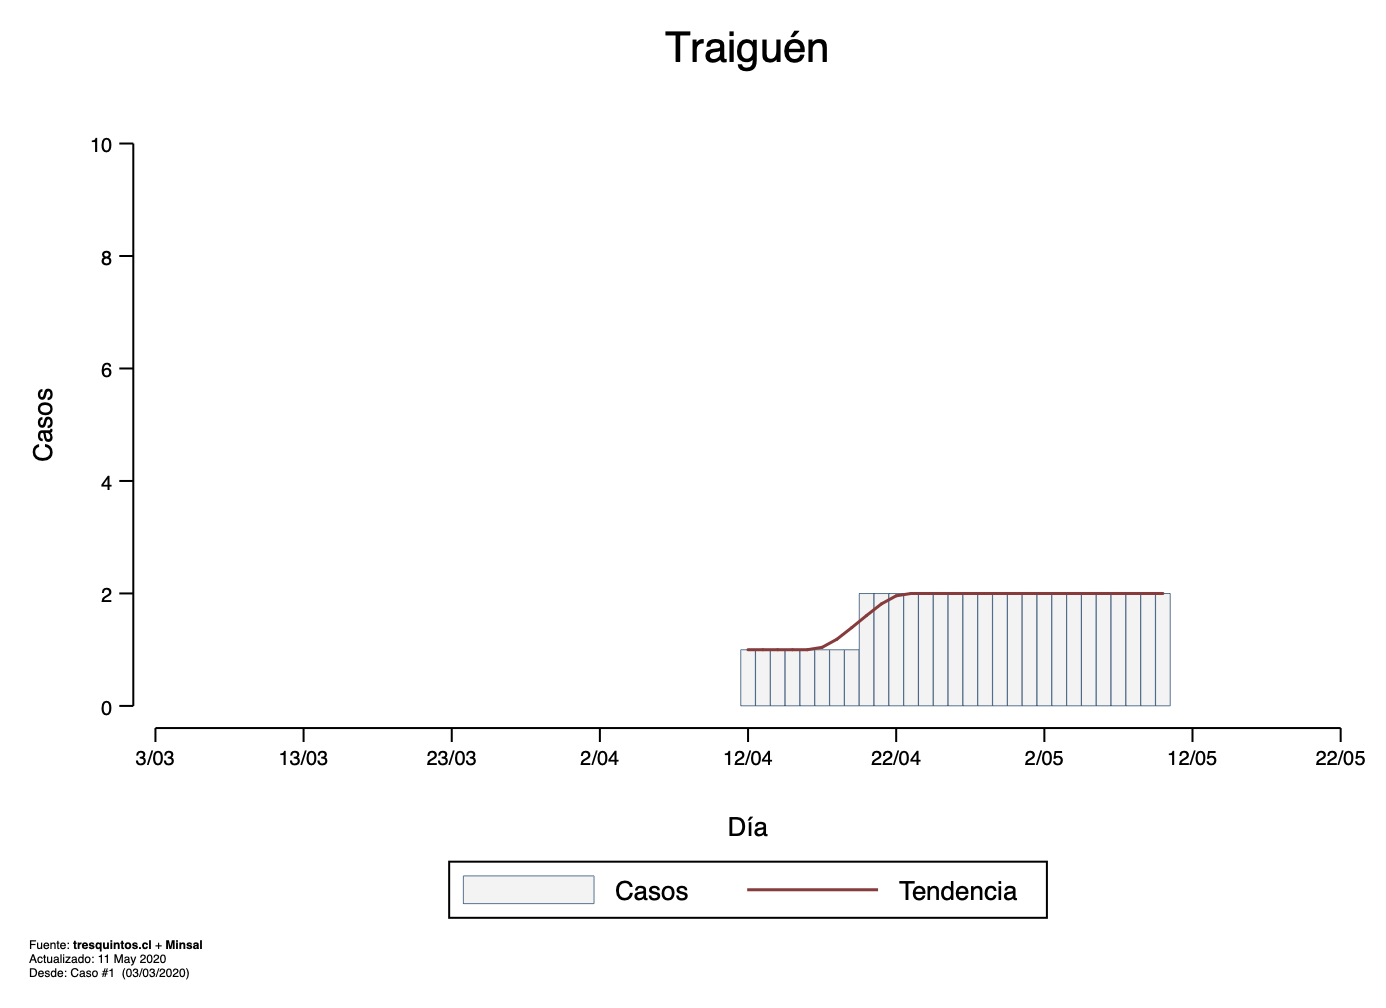 Traiguén
10
8
6
4
2
0
Casos
3/03 13/03 23/03 2/04 12/04 22/04 2/05 12/05 22/05
Día
Casos Tendencia
Fuente: tresquintos.cl + Minsal
Actualizado: 11 May 2020
Desde: Caso #1 (03/03/2020)